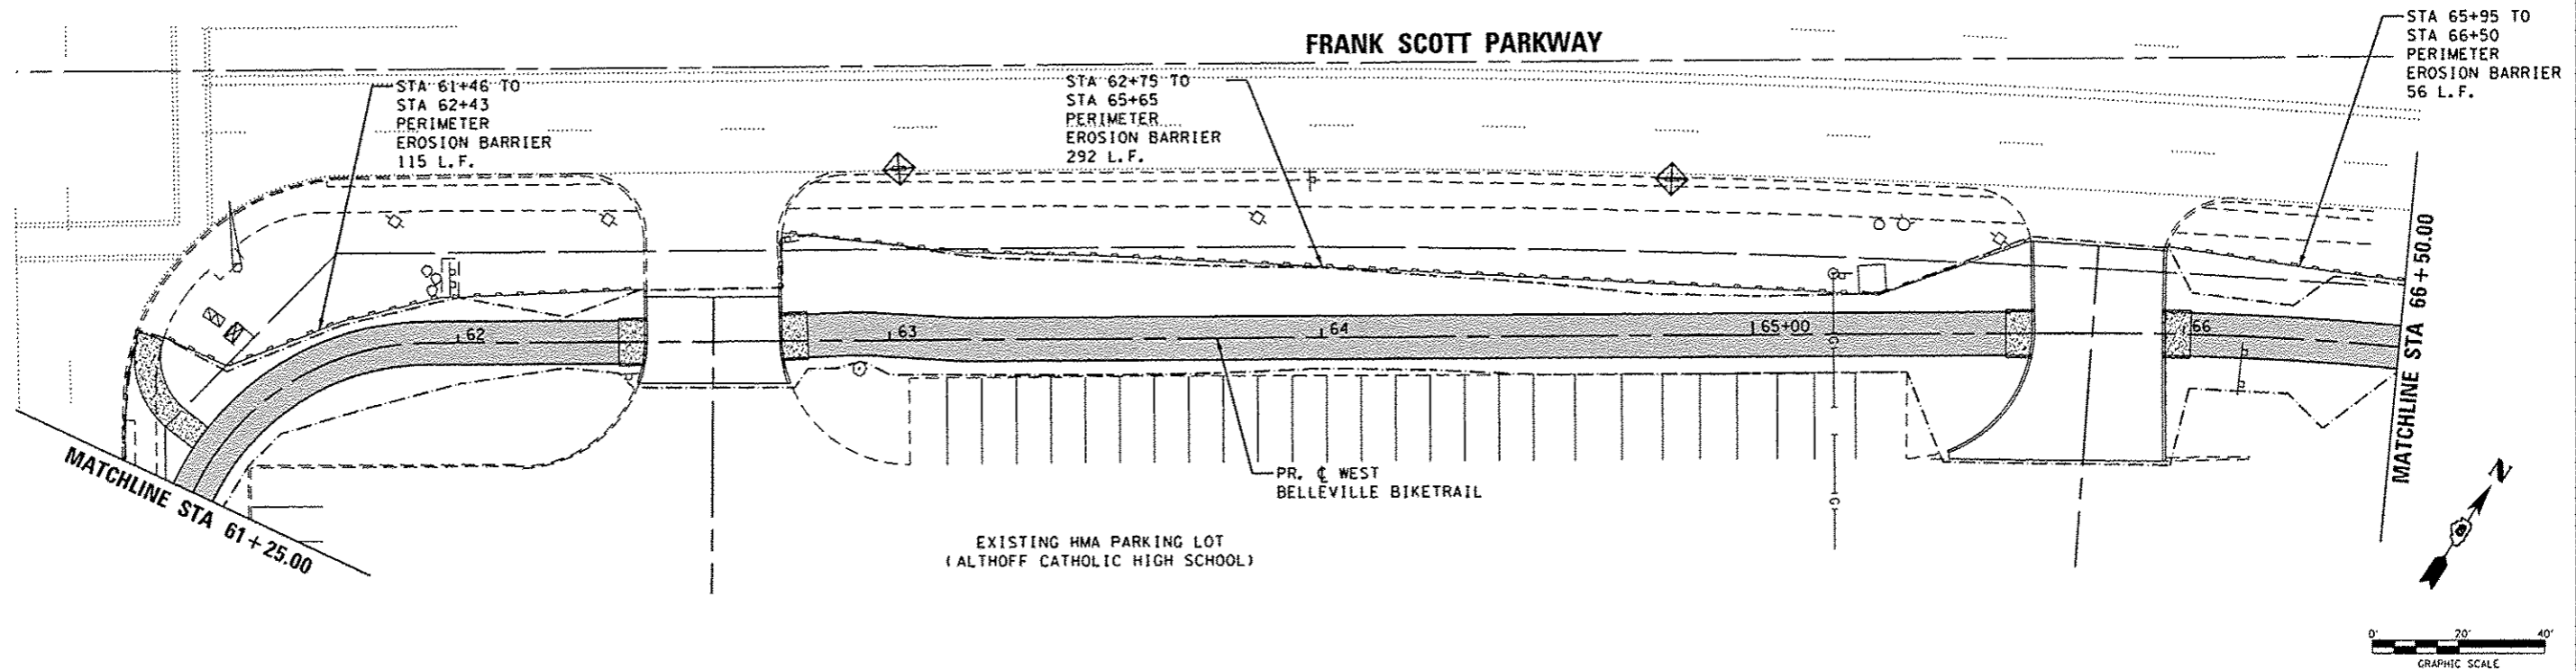 FRANK SCOTT PARKWAY
STA 61+46 TO
STA 62+43
PERIMETER
EROSION BARRIER
115 L.F.
STA 62+75 TO
STA 65+65
PERIMETER
EROSION BARRIER
292 L.F.
STA 65+95 TO
STA 66+50
PERIMETER
EROSION BARRIER
56 L.F.
62
63
64
65+00
66
G
G
PR. ℄ WEST
BELLEVILLE BIKETRAIL
EXISTING HMA PARKING LOT
(ALTHOFF CATHOLIC HIGH SCHOOL)
MATCHLINE STA 61+25.00
MATCHLINE STA 66+50.00
N
0' 20' 40'
GRAPHIC SCALE